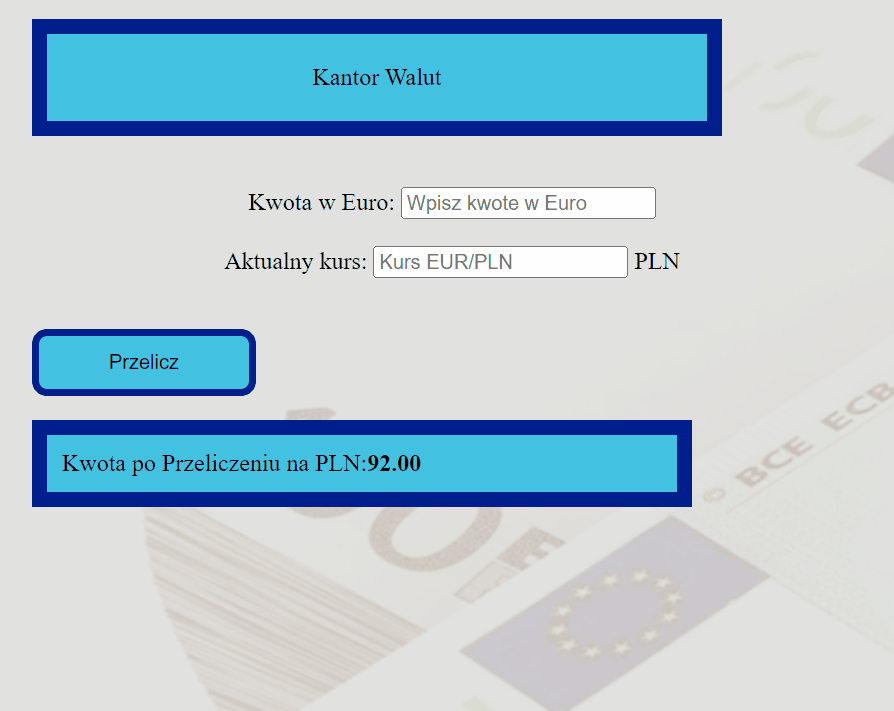 Kantor Walut
Kwota w Euro: Wpisz kwote w Euro
Aktualny kurs: Kurs EUR/PLN PLN
Przelicz
Kwota po Przeliczeniu na PLN:92.00
© BCE ECB